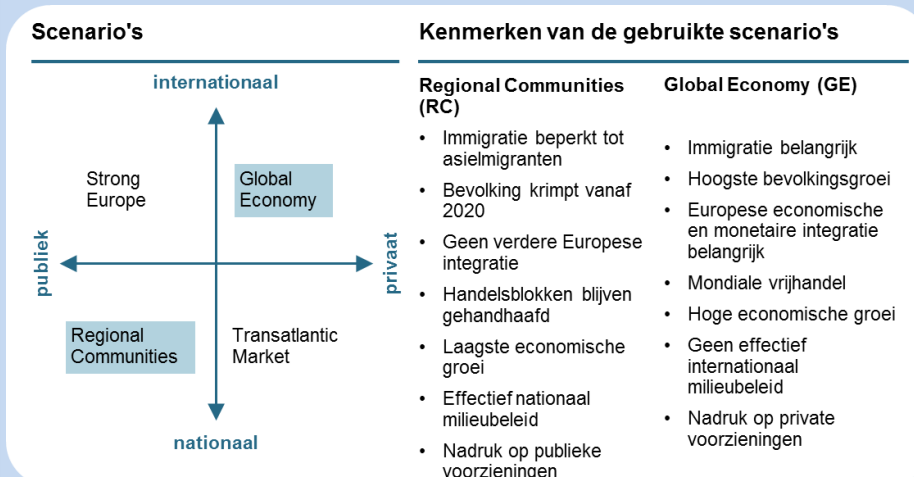 Scenario's
internationaal
Strong
Europe
Global
Economy
publiek
privaat
Regional
Communities
Transatlantic
Market
nationaal
Kenmerken van de gebruikte scenario's
Regional Communities
(RC)
• Immigratie beperkt tot
asielmigranten
• Bevolking krimpt vanaf
2020
• Geen verdere Europese
integratie
• Handelsblokken blijven
gehandhaafd
• Laagste economische
groei
• Effectief nationaal
milieubeleid
• Nadruk op publieke
voorzieningen
Global Economy (GE)
• Immigratie belangrijk
• Hoogste bevolkingsgroei
• Europese economische
en monetaire integratie
belangrijk
• Mondiale vrijhandel
• Hoge economische groei
• Geen effectief
internationaal
milieubeleid
• Nadruk op private
voorzieningen